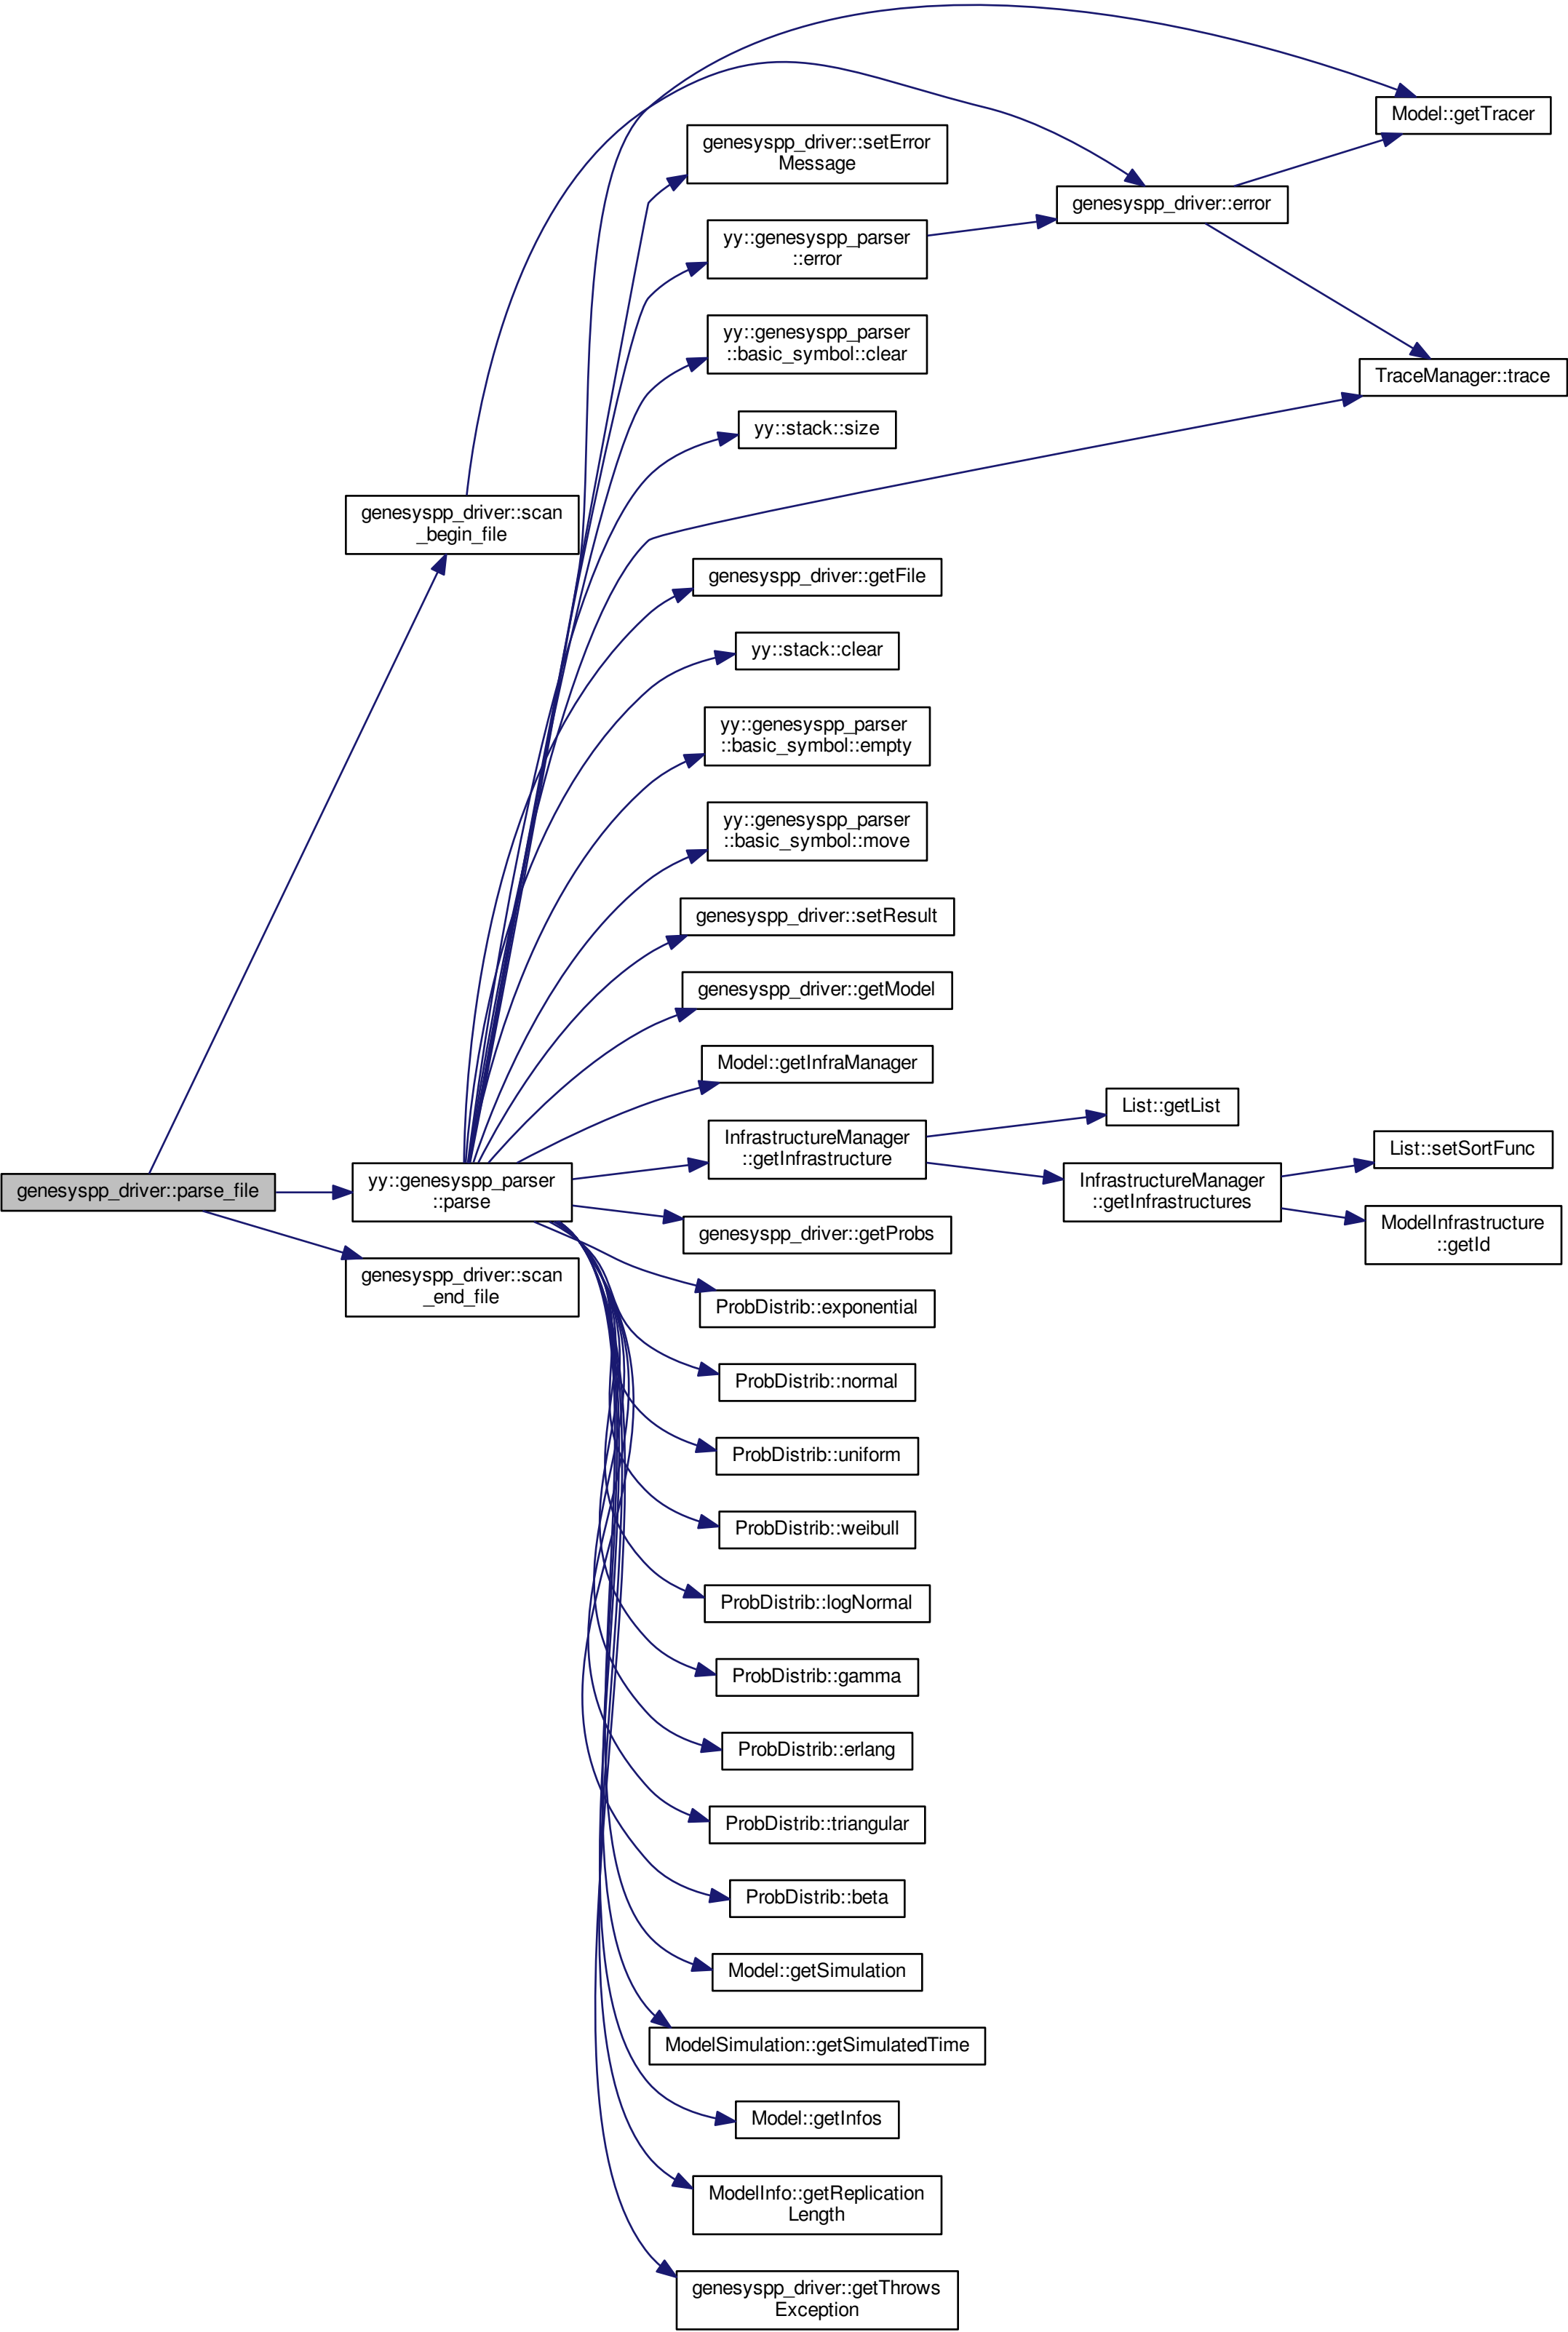 genesyspp_driver::parse_file
genesyspp_driver::scan
_begin_file
yy::genesyspp_parser
::parse
genesyspp_driver::scan
_end_file
genesyspp_driver::setError
Message
yy::genesyspp_parser
::error
yy::genesyspp_parser
::basic_symbol::clear
yy::stack::size
genesyspp_driver::getFile
yy::stack::clear
yy::genesyspp_parser
::basic_symbol::empty
yy::genesyspp_parser
::basic_symbol::move
genesyspp_driver::setResult
genesyspp_driver::getModel
Model::getInfraManager
InfrastructureManager
::getInfrastructure
genesyspp_driver::getProbs
ProbDistrib::exponential
ProbDistrib::normal
ProbDistrib::uniform
ProbDistrib::weibull
ProbDistrib::logNormal
ProbDistrib::gamma
ProbDistrib::erlang
ProbDistrib::triangular
ProbDistrib::beta
Model::getSimulation
ModelSimulation::getSimulatedTime
Model::getInfos
ModelInfo::getReplication
Length
genesyspp_driver::getThrows
Exception
genesyspp_driver::error
List::getList
InfrastructureManager
::getInfrastructures
Model::getTracer
TraceManager::trace
List::setSortFunc
ModelInfrastructure
::getId